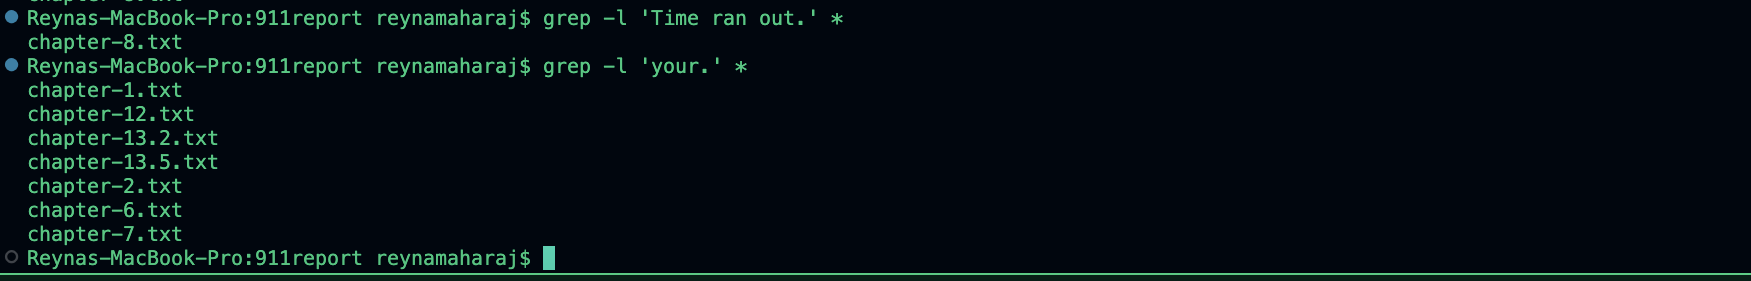 Reynas-MacBook-Pro:911report reynamaharaj$ grep -l 'Time ran out.' *
chapter-8.txt
Reynas-MacBook-Pro:911report reynamaharaj$ grep -l 'your.' *
chapter-1.txt
chapter-12.txt
chapter-13.2.txt
chapter-13.5.txt
chapter-2.txt
chapter-6.txt
chapter-7.txt
Reynas-MacBook-Pro:911report reynamaharaj$